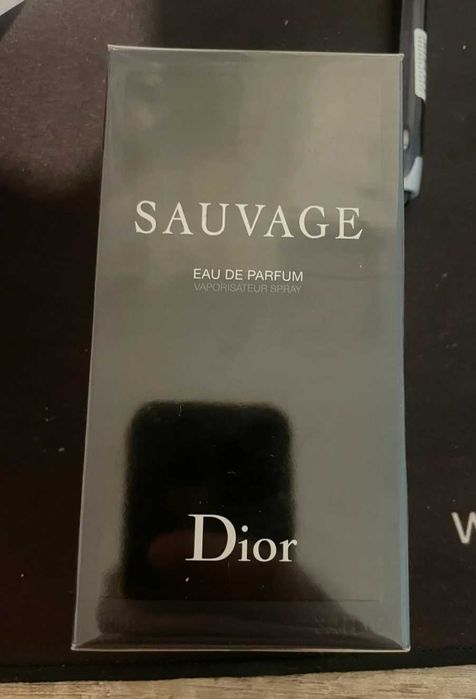 SAUVAGE
EAU DE PARFUM
VAPORISATEUR SPRAY
Dior
W